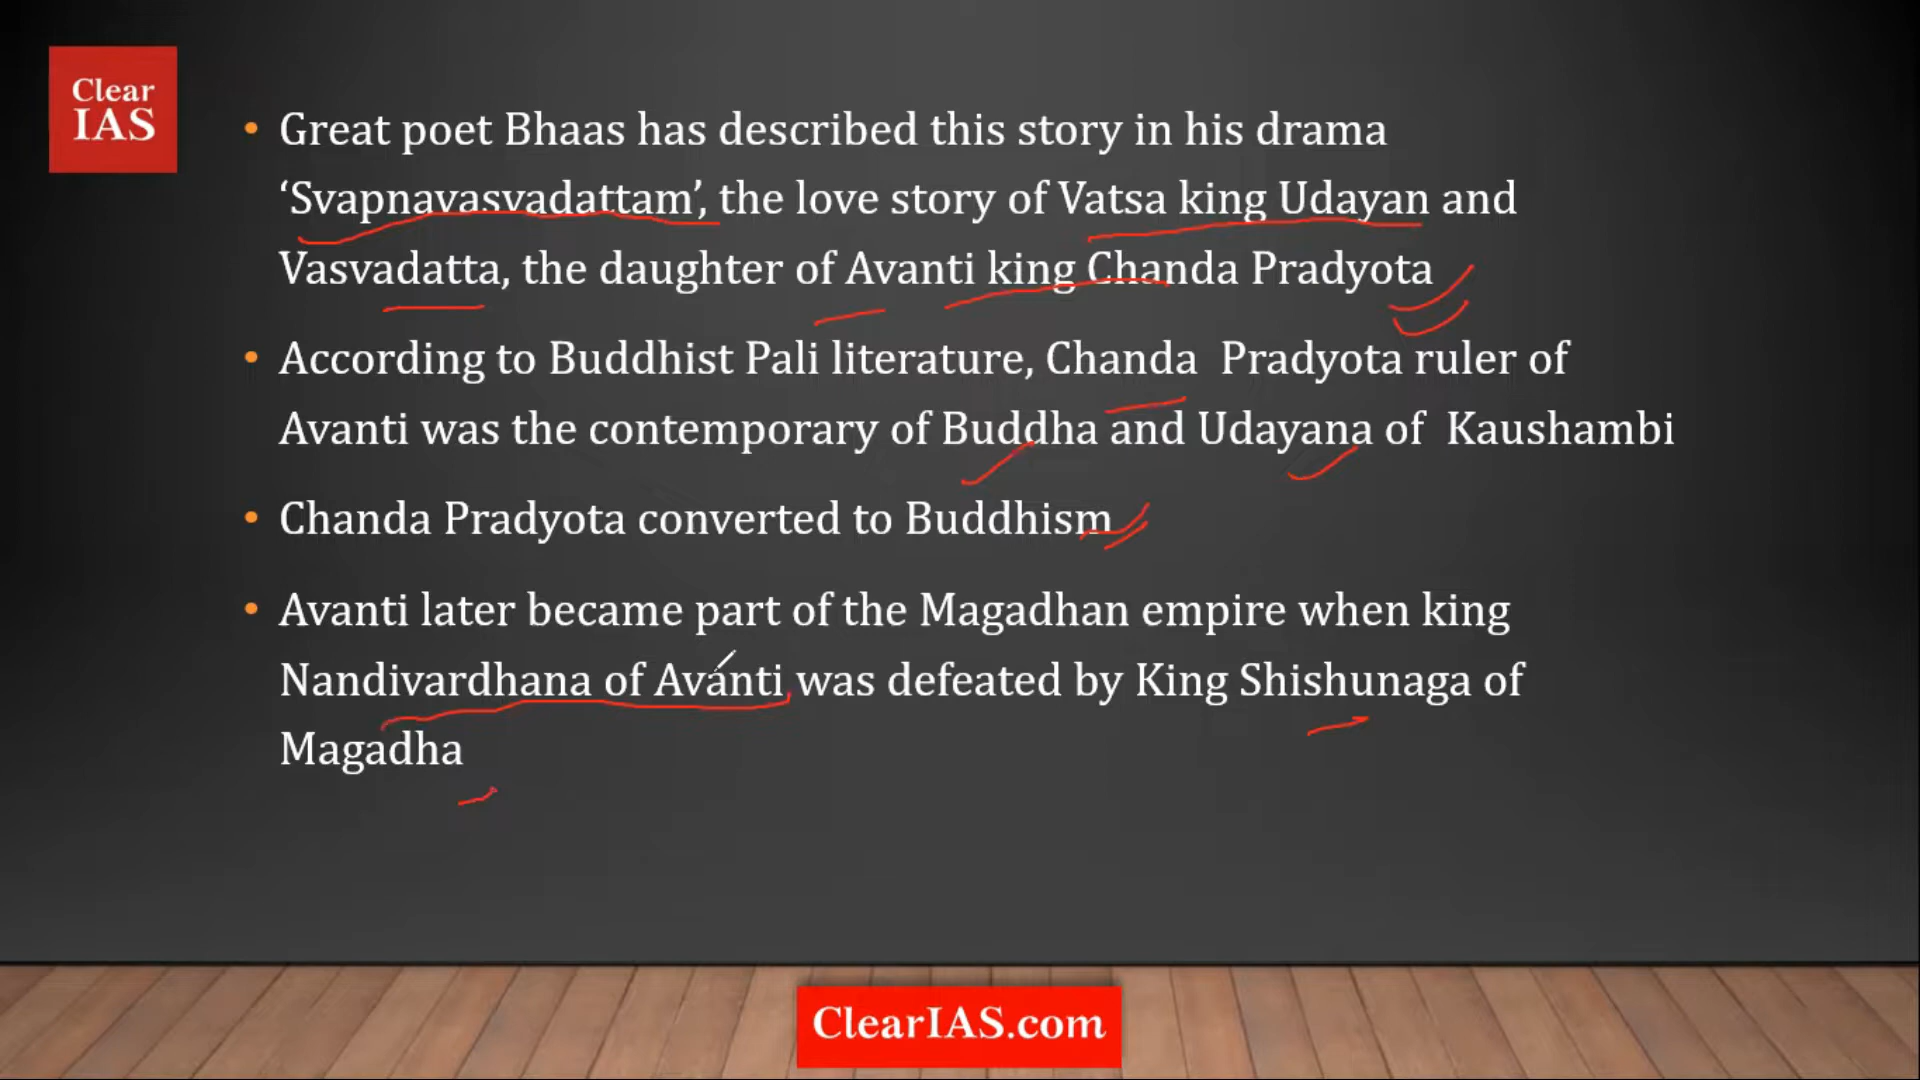 Clear
IAS
• Great poet Bhaas has described this story in his drama
‘Svapnavasvadattam’, the love story of Vatsa king Udayan and
Vasvadatta, the daughter of Avanti king Chanda Pradyota
• According to Buddhist Pali literature, Chanda Pradyota ruler of
Avanti was the contemporary of Buddha and Udayana of Kaushambi
• Chanda Pradyota converted to Buddhism
• Avanti later became part of the Magadhan empire when king
Nandivardhana of Avanti was defeated by King Shishunaga of
Magadha
ClearIAS.com